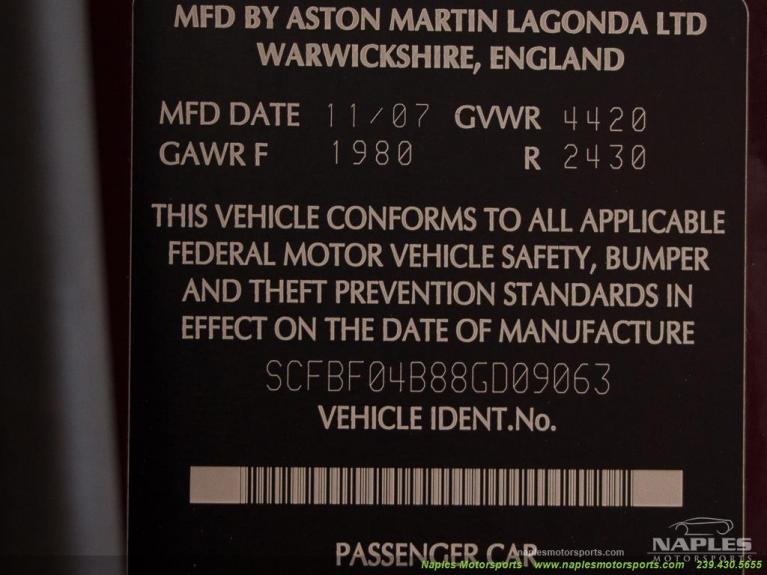 MFD BY ASTON MARTIN LAGONDA LTD
WARWICKSHIRE, ENGLAND
MFD DATE 11/07 GVWR 4420
GAWR F 1980 R 2430
THIS VEHICLE CONFORMS TO ALL APPLICABLE
FEDERAL MOTOR VEHICLE SAFETY, BUMPER
AND THEFT PREVENTION STANDARDS IN
EFFECT ON THE DATE OF MANUFACTURE
SCFBF04B88GD09063
VEHICLE IDENT.No.
PASSENGER CAR
naplesmotorsports.com
NAPLES
MOTORSPORTS
Naples Motorsports - www.naplesmotorsports.com - 239.430.5655